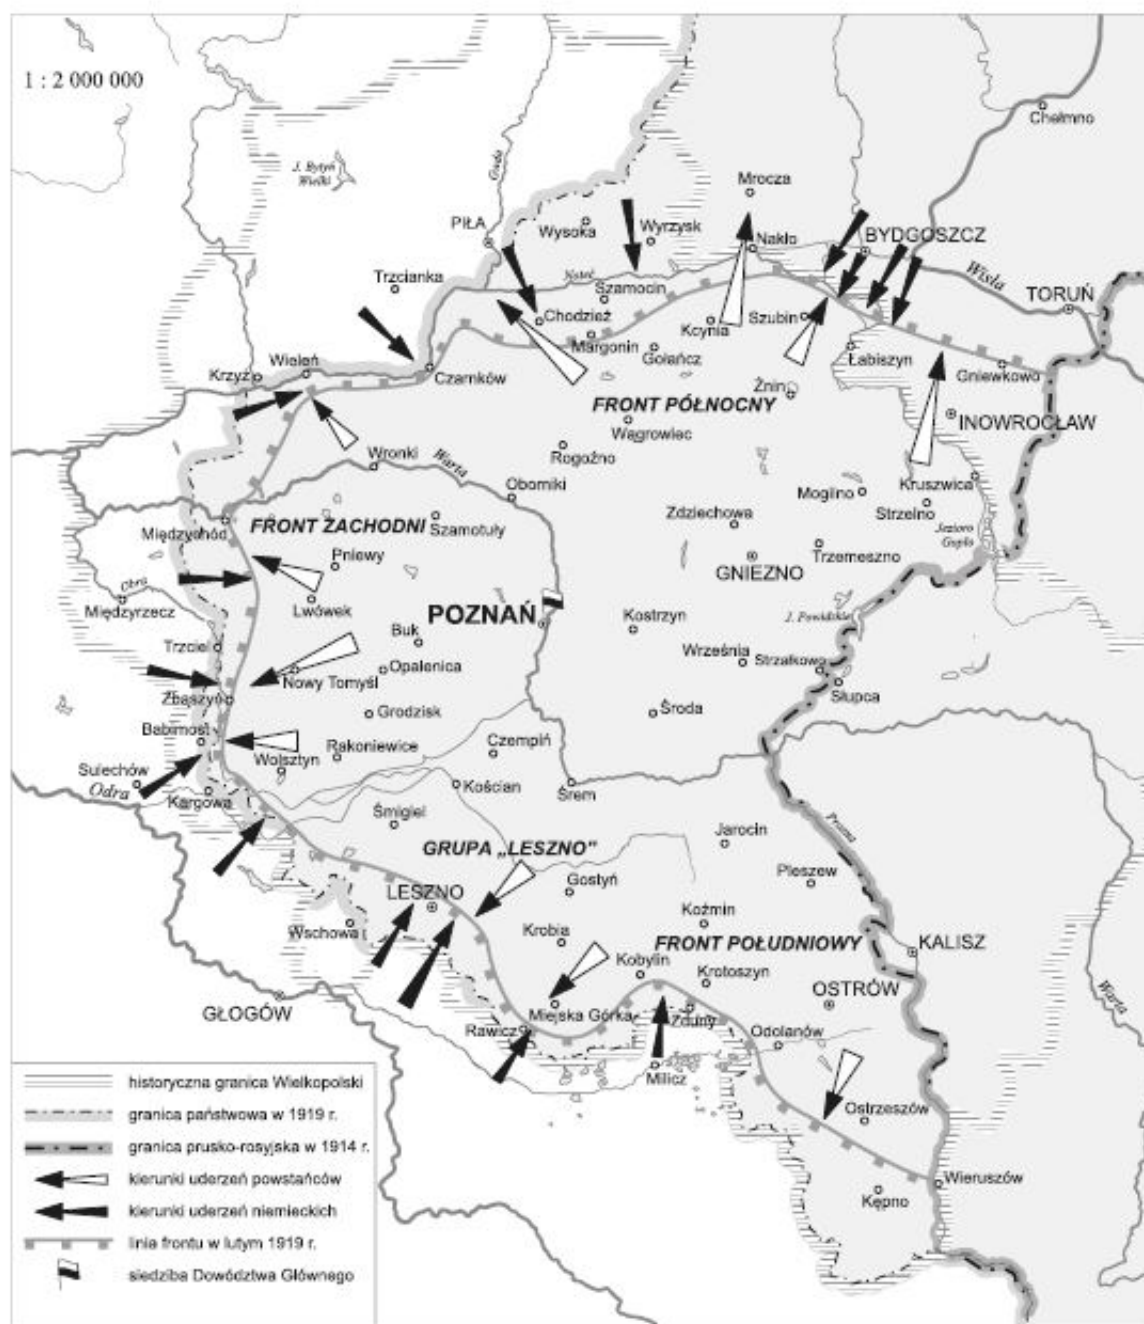 1 : 2 000 000
Chełmno
J. Bytyń
Wielki
Gwda
Mrocza
PIŁA
Wysoka
Wyrzysk
Nakło
BYDGOSZCZ
Wisła
Trzcianka
Noteć
Szamocin
TORUŃ
Chodzież
Kcynia
Szubin
Margonin
Gołańcz
Łabiszyn
Wieleń
Krzyż
Czarnków
Gniewkowo
Żnin
FRONT PÓŁNOCNY
INOWROCŁAW
Wągrowiec
Wronki
Warta
Rogoźno
Oborniki
Mogilno
Kruszwica
Strzelno
Międzychód
FRONT ZACHODNI
Szamotuły
Zdziechowa
Jezioro
Gopło
Pniewy
Trzemeszno
GNIEZNO
Obra
Międzyrzecz
Lwówek
POZNAŃ
Kostrzyn
J. Powidzkie
Trzciel
Buk
Września
Strzałkowo
Nowy Tomyśl
Opalenica
Słupca
Zbąszyń
Grodzisk
Środa
Babimost
Rakoniewice
Czempiń
Wolsztyn
Sulechów
Odra
Kargowa
Kościan
Śrem
Śmigiel
Prosna
Jarocin
GRUPA „LESZNO”
Pleszew
Gostyń
LESZNO
Koźmin
Wschowa
Krobia
FRONT POŁUDNIOWY
KALISZ
Kobylin
Krotoszyn
Warta
GŁOGÓW
Miejska Górka
OSTRÓW
Zduny
Rawicz
Odolanów
Milicz
Ostrzeszów
Wieruszów
Kępno
historyczna granica Wielkopolski
granica państwowa w 1919 r.
granica prusko-rosyjska w 1914 r.
kierunki uderzeń powstańców
kierunki uderzeń niemieckich
linia frontu w lutym 1919 r.
siedziba Dowództwa Głównego